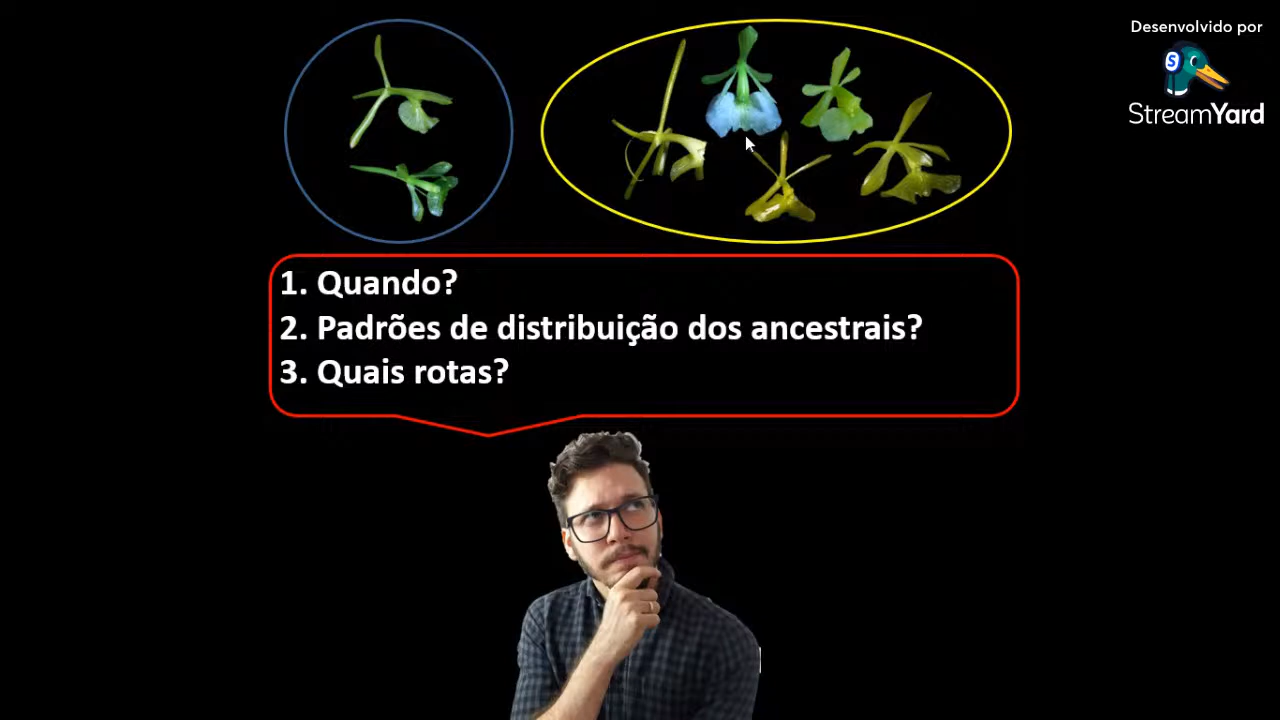 Desenvolvido por
StreamYard
1. Quando?
2. Padrões de distribuição dos ancestrais?
3. Quais rotas?